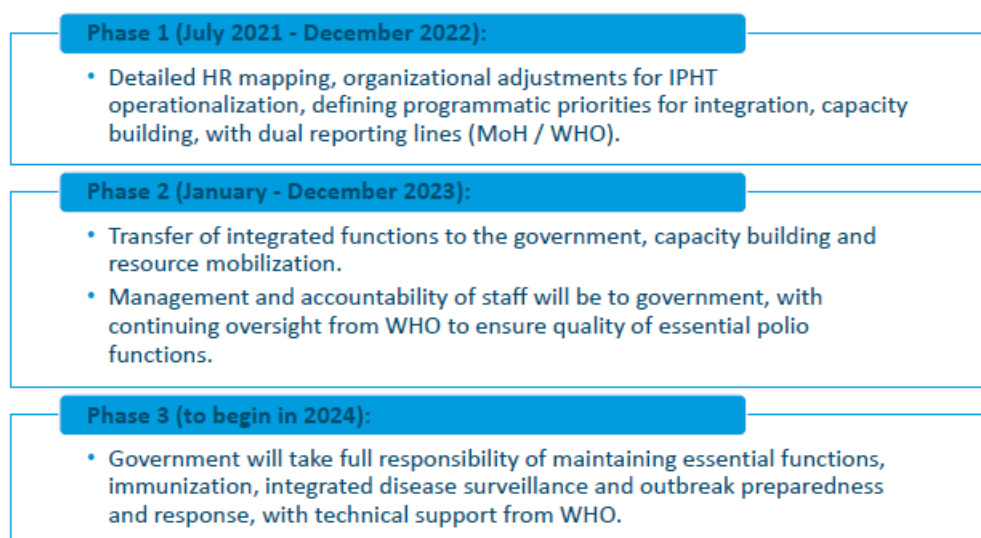 Phase 1 (July 2021 - December 2022):
• Detailed HR mapping, organizational adjustments for IPHT
operationalization, defining programmatic priorities for integration, capacity
building, with dual reporting lines (MoH / WHO).
Phase 2 (January - December 2023):
• Transfer of integrated functions to the government, capacity building and
resource mobilization.
• Management and accountability of staff will be to government, with
continuing oversight from WHO to ensure quality of essential polio
functions.
Phase 3 (to begin in 2024):
• Government will take full responsibility of maintaining essential functions,
immunization, integrated disease surveillance and outbreak preparedness
and response, with technical support from WHO.